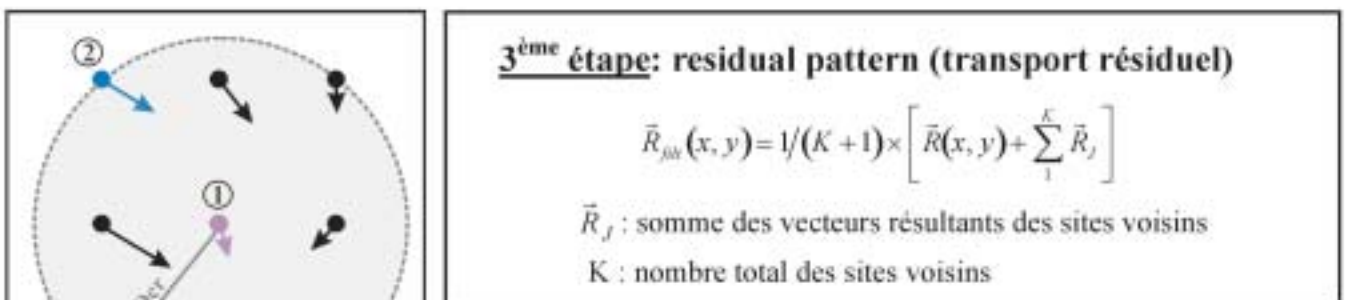 ②
①
3ème étape: residual pattern (transport résiduel)
R⃗filt(x, y)=1/(K+1)×[R⃗(x, y)+∑₁ᴷ R⃗J]
R⃗J : somme des vecteurs résultants des sites voisins
K : nombre total des sites voisins